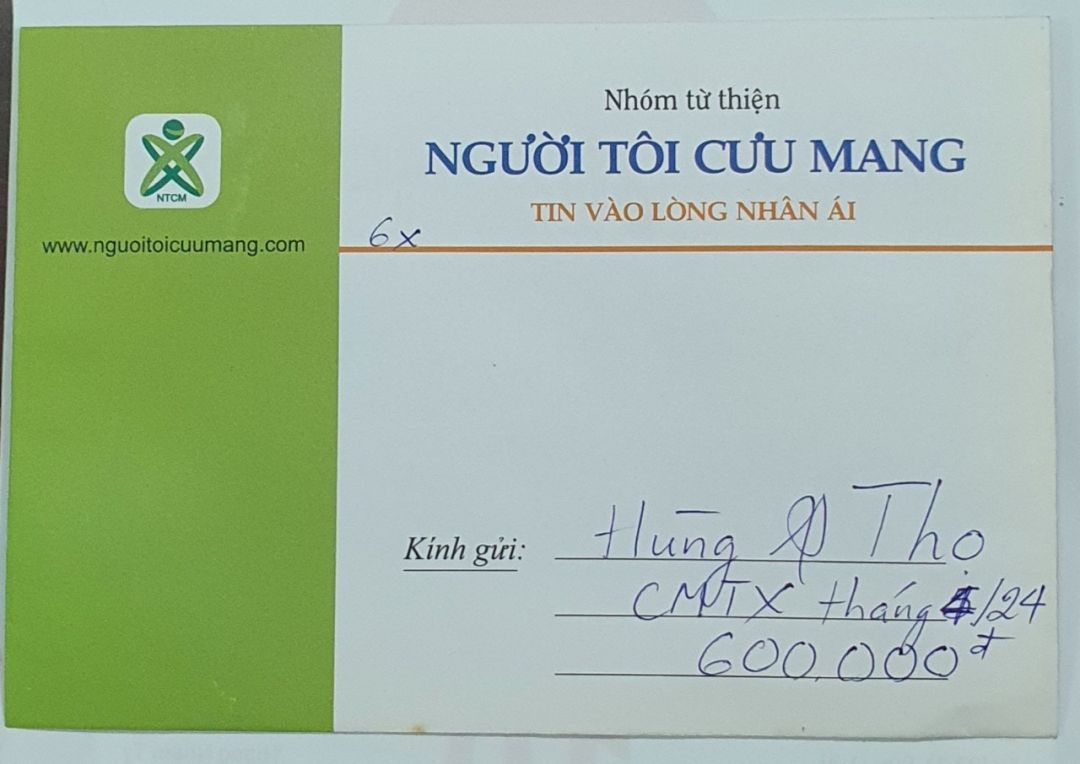 Nhóm từ thiện
NGƯỜI TÔI CƯU MANG
TIN VÀO LÒNG NHÂN ÁI
NTCM
www.nguoitoicuumang.com
6x
Kính gửi: Hùng Thọ
CMTX tháng /24
600.000đ